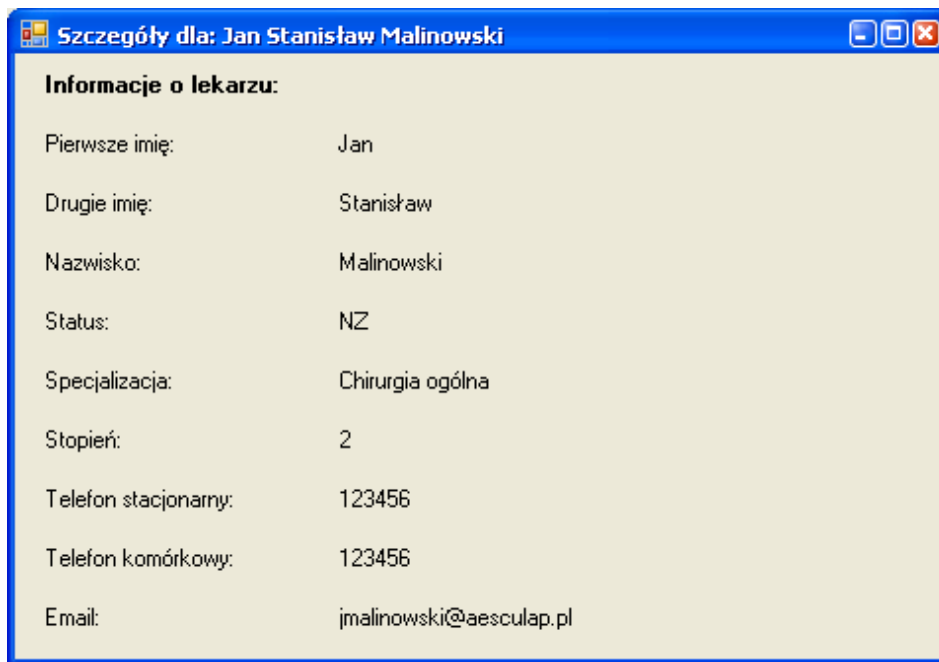 Szczegóły dla: Jan Stanisław Malinowski
Informacje o lekarzu:
Pierwsze imię: Jan
Drugie imię: Stanisław
Nazwisko: Malinowski
Status: NZ
Specjalizacja: Chirurgia ogólna
Stopień: 2
Telefon stacjonarny: 123456
Telefon komórkowy: 123456
Email: jmalinowski@aesculap.pl